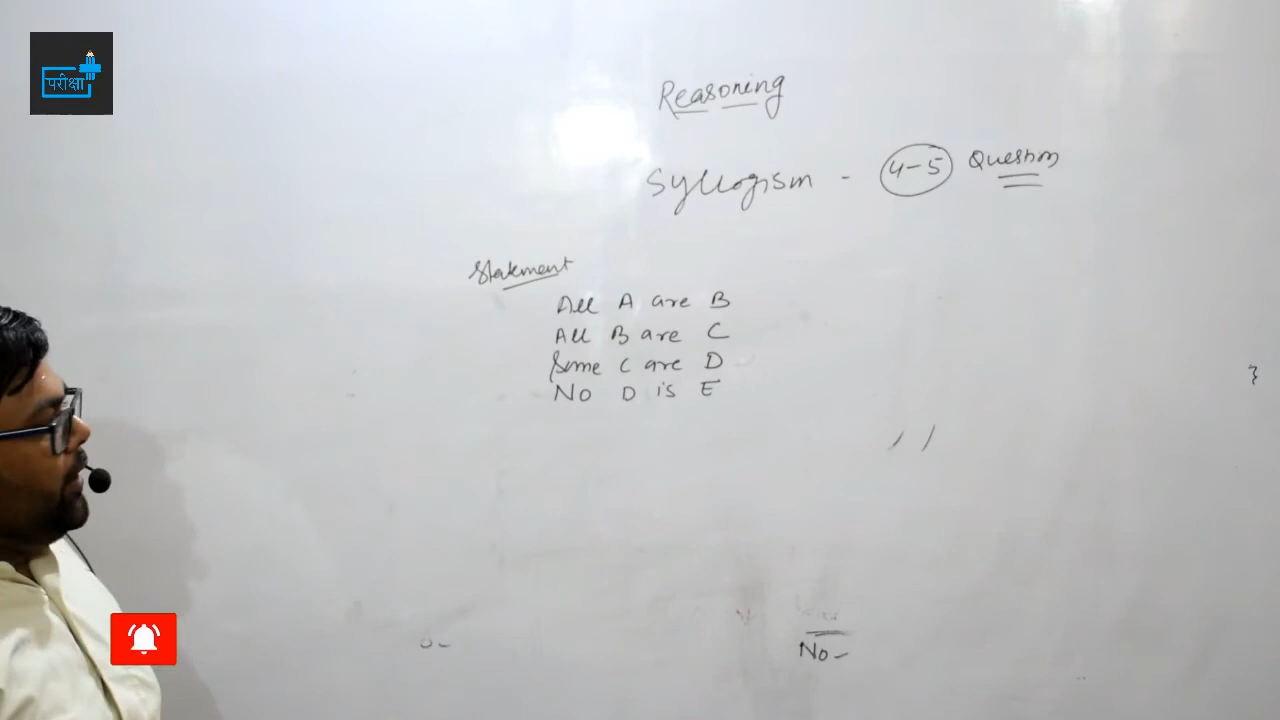 परीक्षा
Reasoning
Syllogism - 4-5 Question
Statement
All A are B
All B are C
Some C are D
No D is E
No-